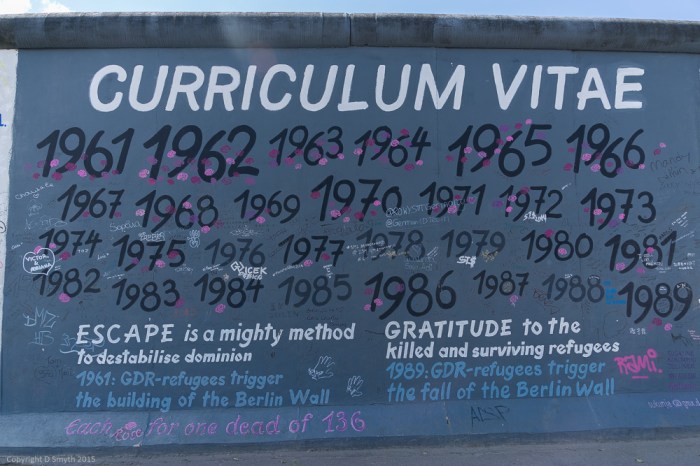 CURRICULUM VITAE
1961 1962 1963 1964 1965 1966
1967 1968 1969 1970 1971 1972 1973
1974 1975 1976 1977 1978 1979 1980 1981
1982 1983 1984 1985 1986 1987 1988 1989
VICTOR
&
ESCAPE is a mighty method
to destabilise dominion
1961: GDR-refugees trigger
the building of the Berlin Wall
GRATITUDE to the
killed and surviving refugees
1989: GDR-refugees trigger
the fall of the Berlin Wall
Each for one dead of 136
Copyright D Smyth 2015